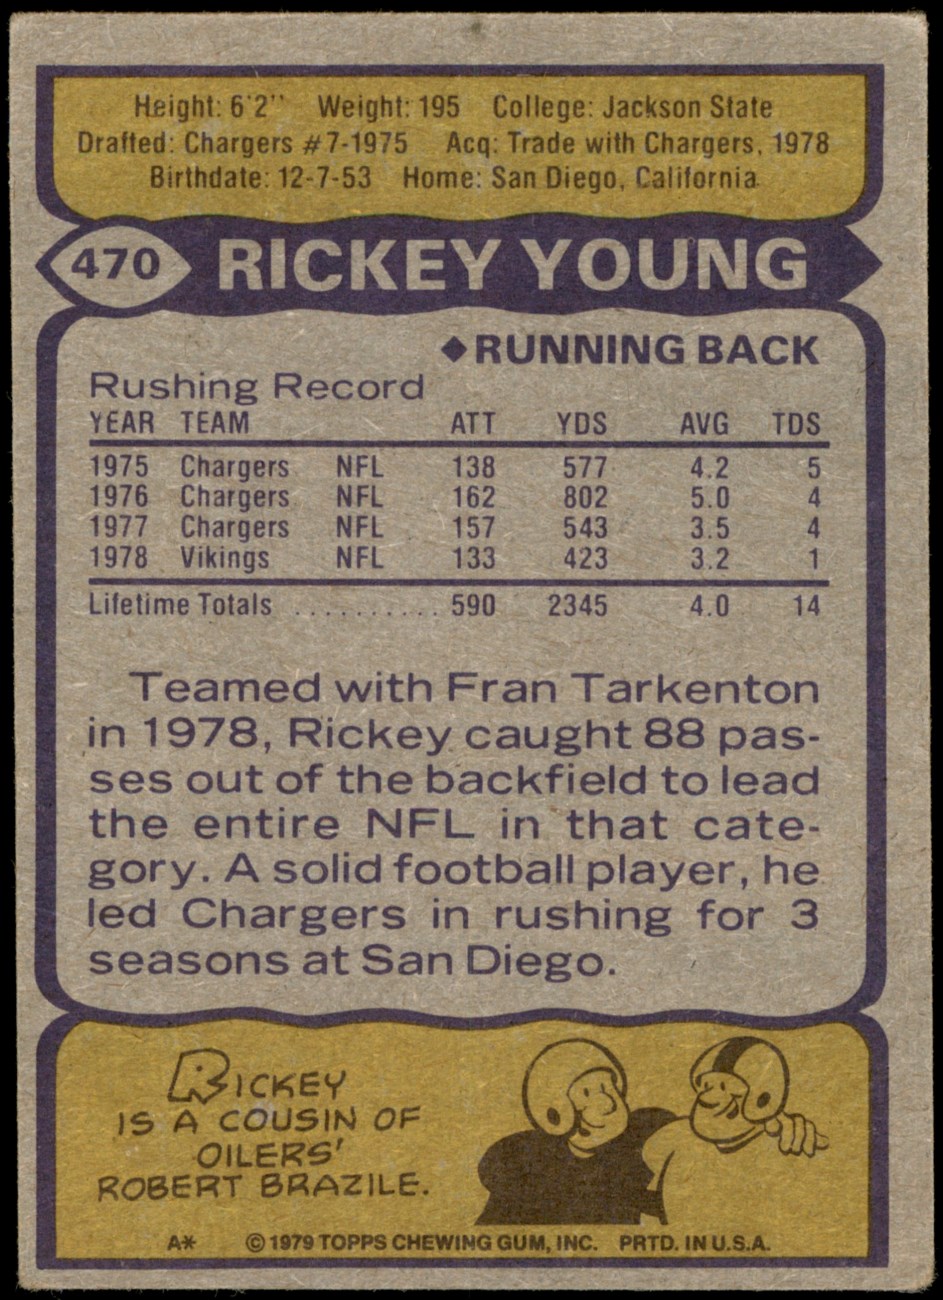 Height: 6'2" Weight: 195 College: Jackson State
Drafted: Chargers #7-1975 Acq: Trade with Chargers, 1978
Birthdate: 12-7-53 Home: San Diego, California
470 RICKEY YOUNG
◆RUNNING BACK
Rushing Record
YEAR TEAM ATT YDS AVG TDS
1975 Chargers NFL 138 577 4.2 5
1976 Chargers NFL 162 802 5.0 4
1977 Chargers NFL 157 543 3.5 4
1978 Vikings NFL 133 423 3.2 1
Lifetime Totals .......... 590 2345 4.0 14
Teamed with Fran Tarkenton
in 1978, Rickey caught 88 pas-
ses out of the backfield to lead
the entire NFL in that cate-
gory. A solid football player, he
led Chargers in rushing for 3
seasons at San Diego.
RICKEY
IS A COUSIN OF
OILERS'
ROBERT BRAZILE.
A* ©1979 TOPPS CHEWING GUM, INC. PRTD. IN U.S.A.